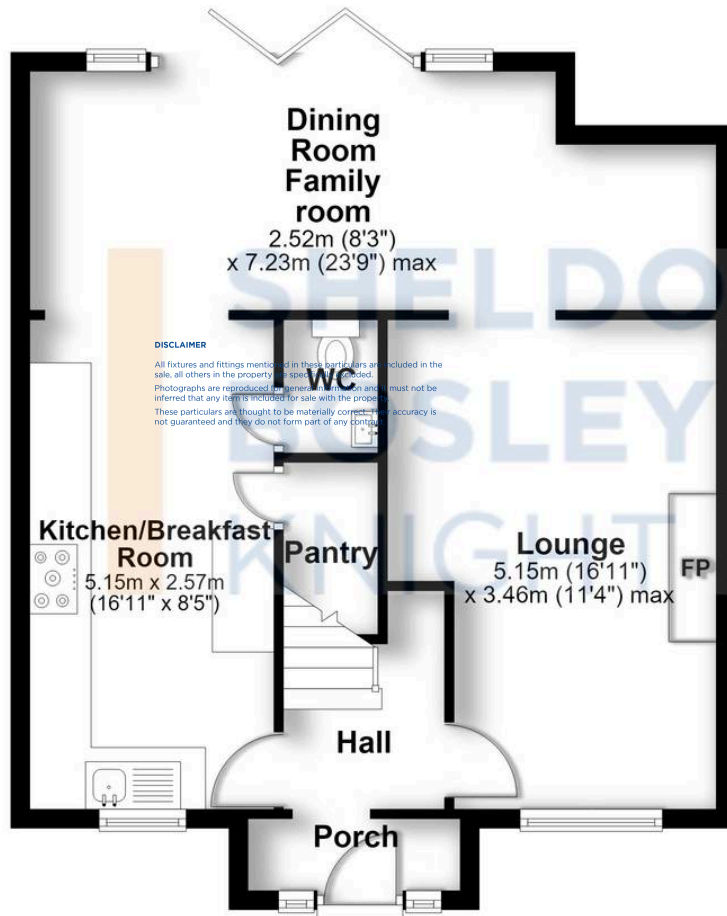 Dining
Room
Family
room
2.52m (8'3")
x 7.23m (23'9") max
SHELDO
BOSLEY
KNIGHT
DISCLAIMER
All fixtures and fittings mentioned in these particulars are included in the
sale, all others in the property are specifically excluded.
Photographs are reproduced for general information and it must not be
inferred that any item is included for sale with the property.
These particulars are thought to be materially correct. Their accuracy is
not guaranteed and they do not form part of any contract.
WC
Kitchen/Breakfast
Room
5.15m x 2.57m
(16'11" x 8'5")
Pantry
Lounge
5.15m (16'11")
x 3.46m (11'4") max
FP
Hall
Porch